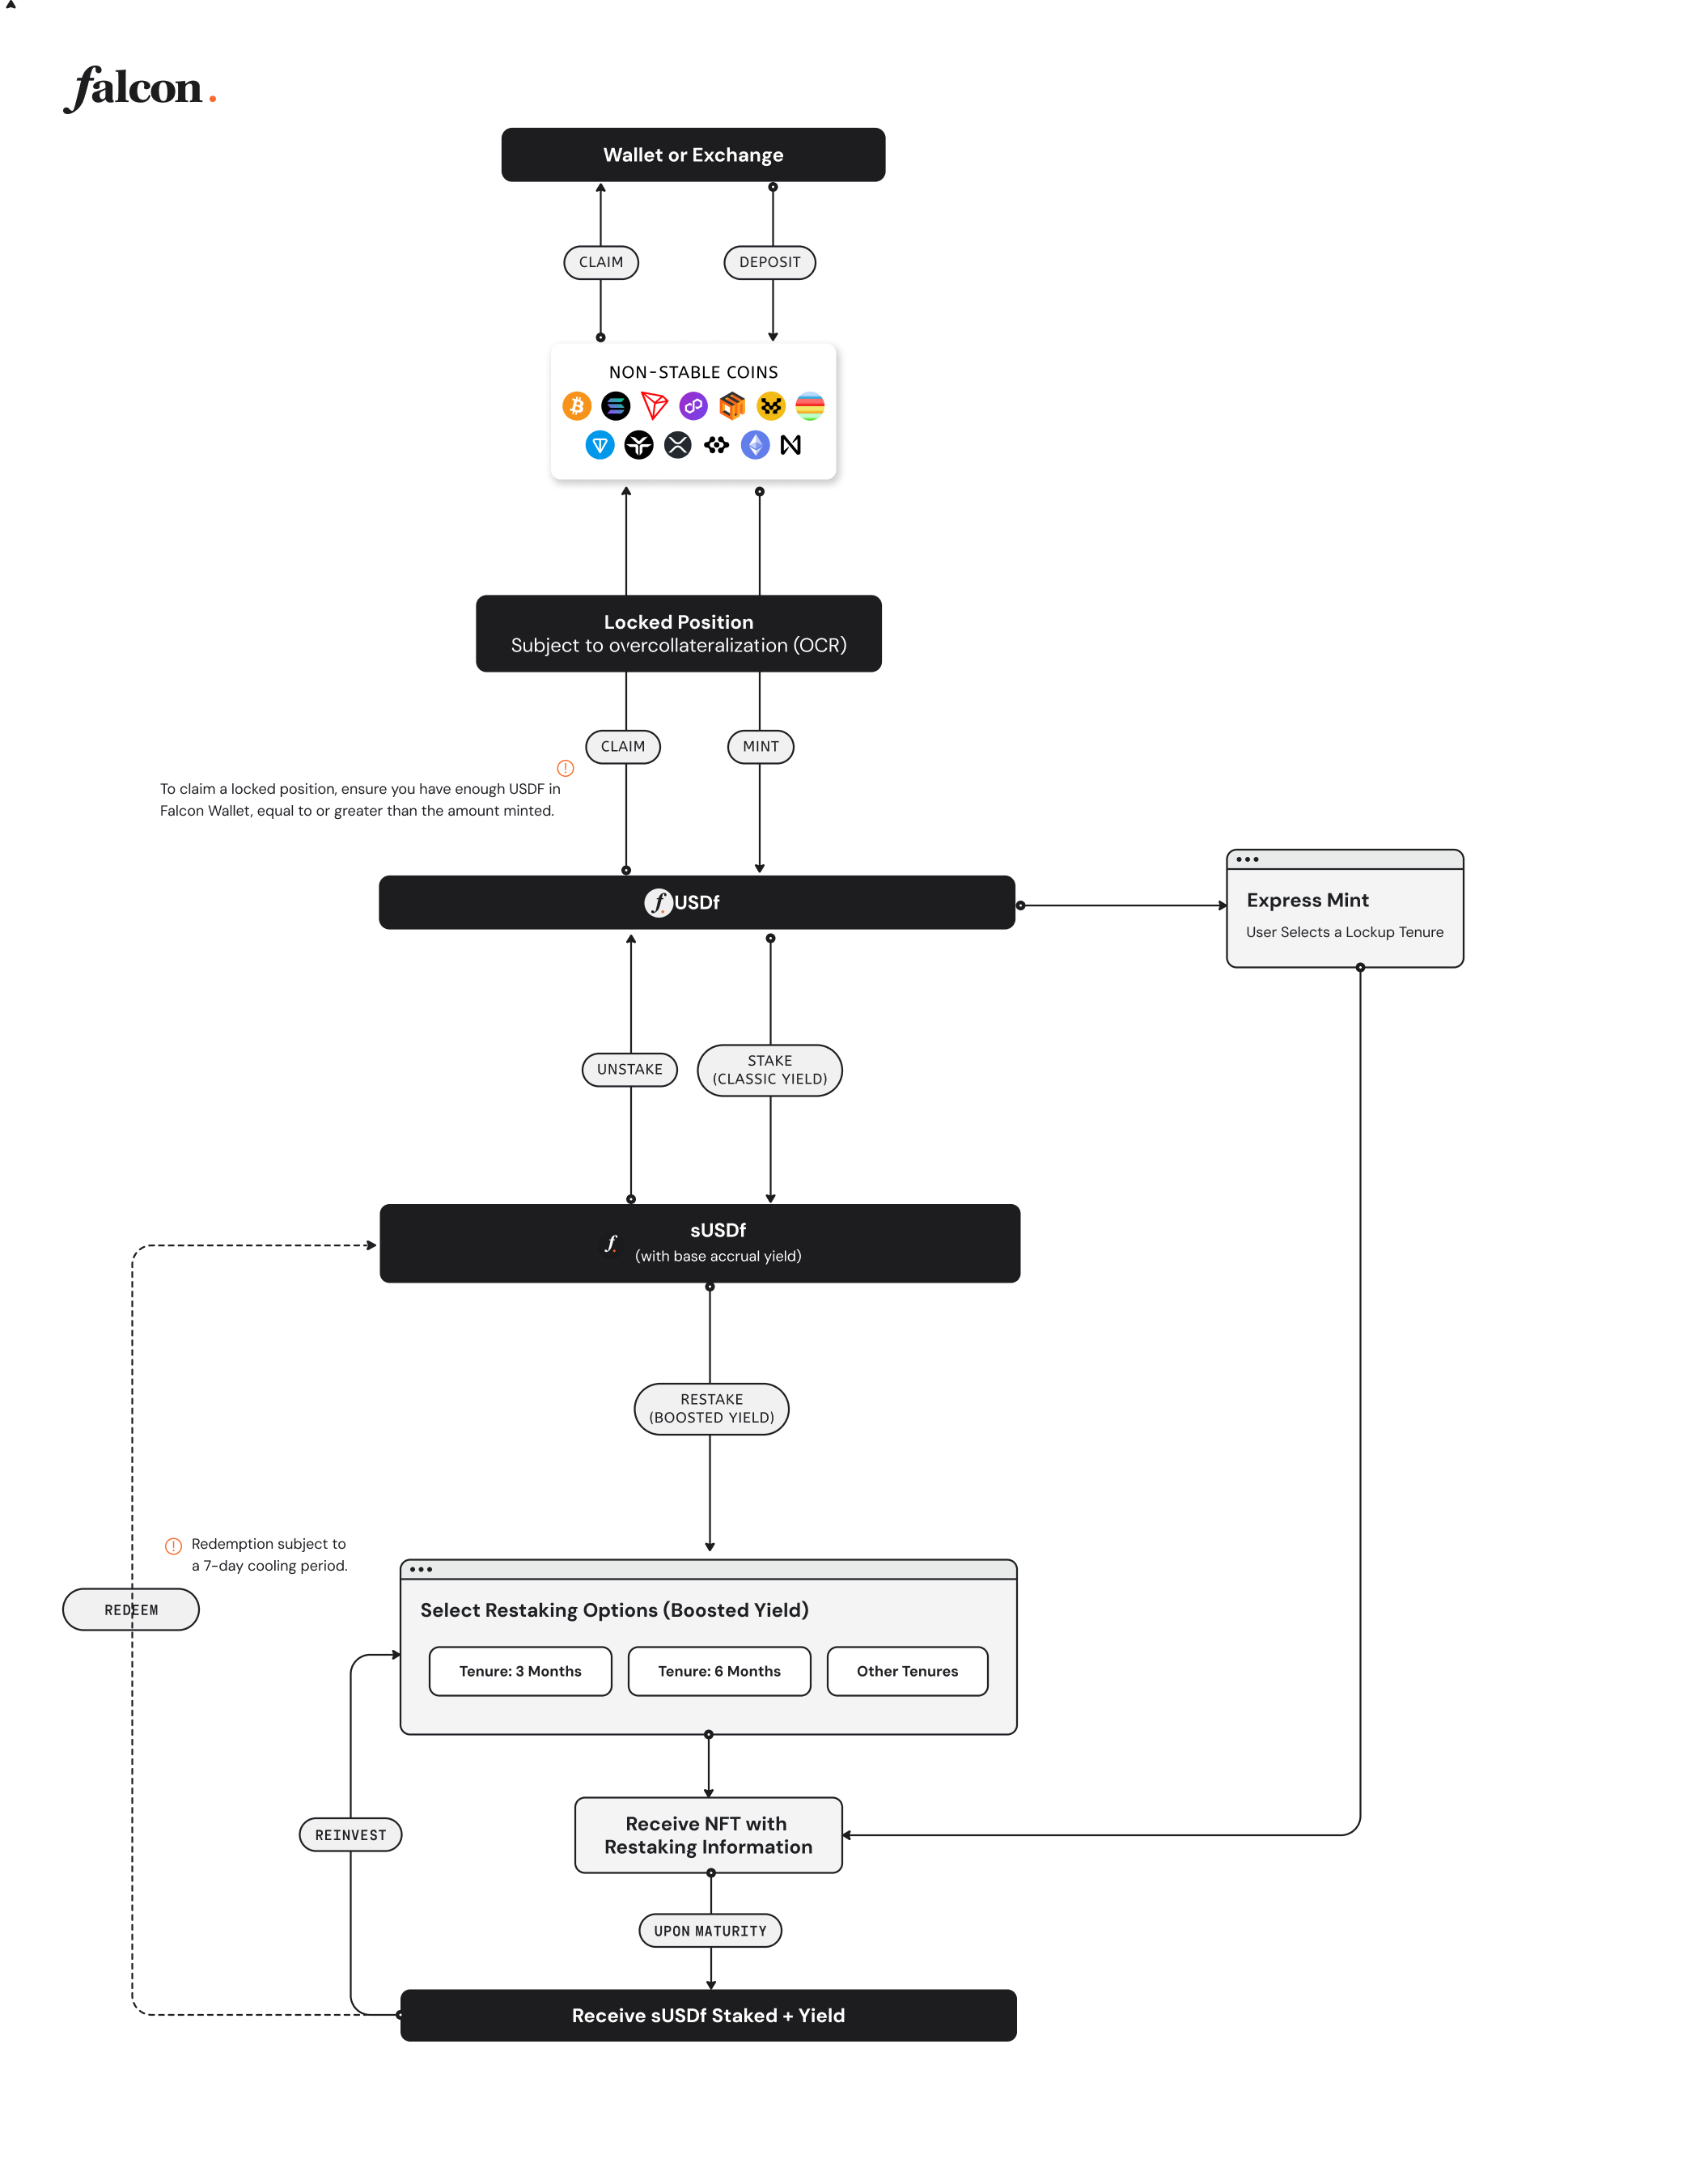 falcon.
Wallet or Exchange
CLAIM
DEPOSIT
NON-STABLE COINS
Locked Position
Subject to overcollateralization (OCR)
CLAIM
MINT
To claim a locked position, ensure you have enough USDF in
Falcon Wallet, equal to or greater than the amount minted.
f. USDf
Express Mint
User Selects a Lockup Tenure
UNSTAKE
STAKE
(CLASSIC YIELD)
sUSDf
f.
(with base accrual yield)
RESTAKE
(BOOSTED YIELD)
Redemption subject to
a 7-day cooling period.
REDEEM
Select Restaking Options (Boosted Yield)
Tenure: 3 Months
Tenure: 6 Months
Other Tenures
Receive NFT with
Restaking Information
REINVEST
UPON MATURITY
Receive sUSDf Staked + Yield